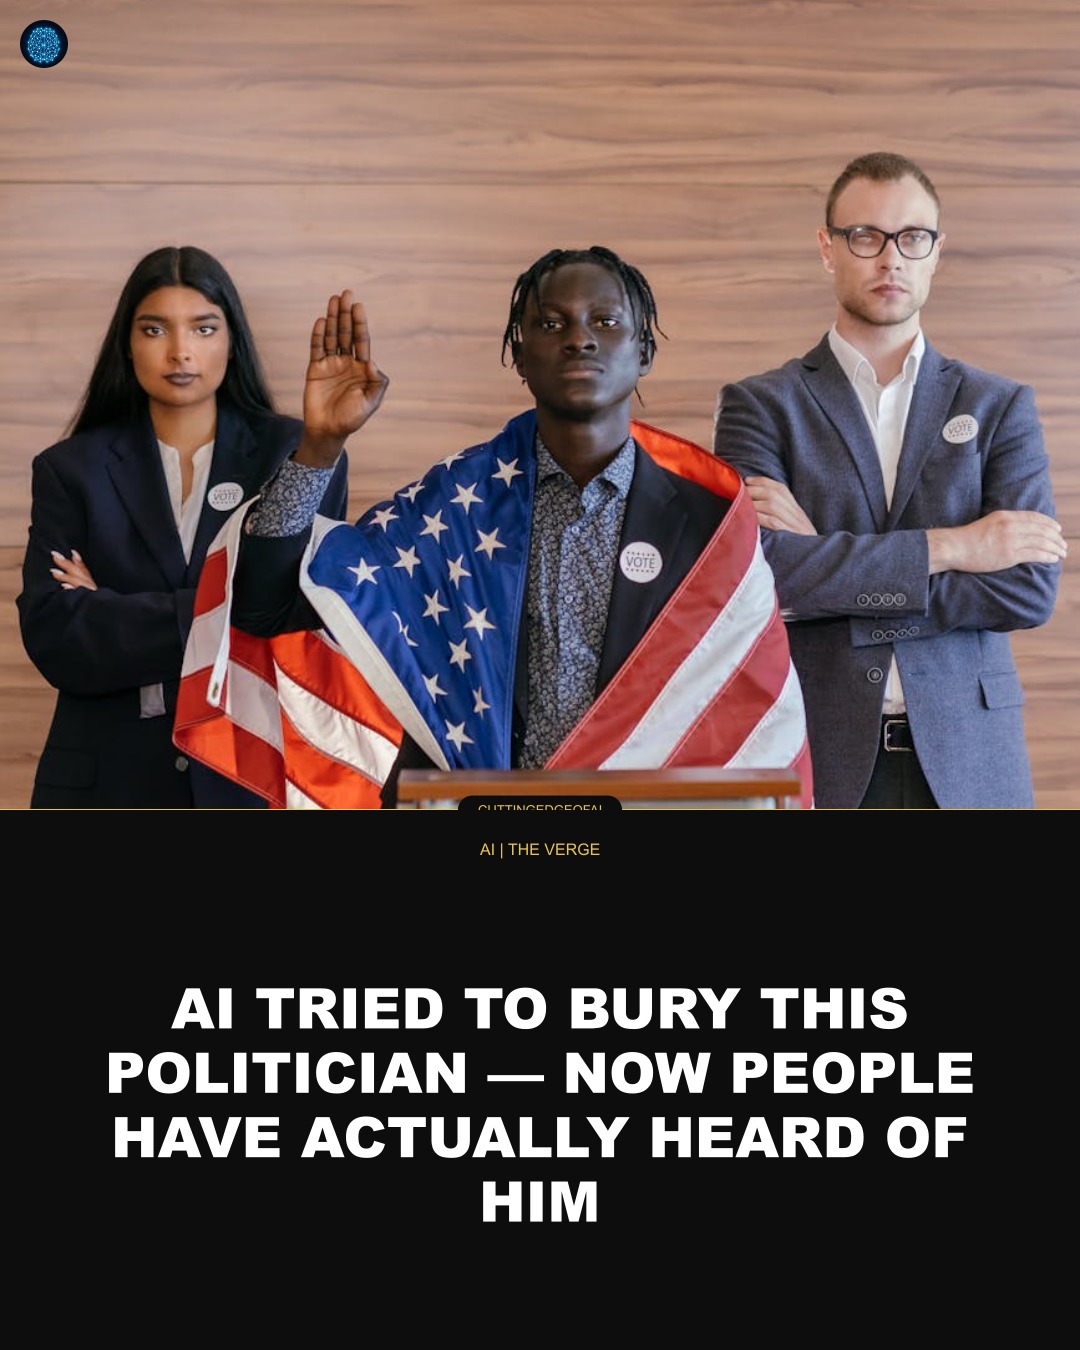 VOTE
VOTE
VOTE
CUTTINGEDGEOFAI
AI | THE VERGE
AI TRIED TO BURY THIS
POLITICIAN — NOW PEOPLE
HAVE ACTUALLY HEARD OF
HIM